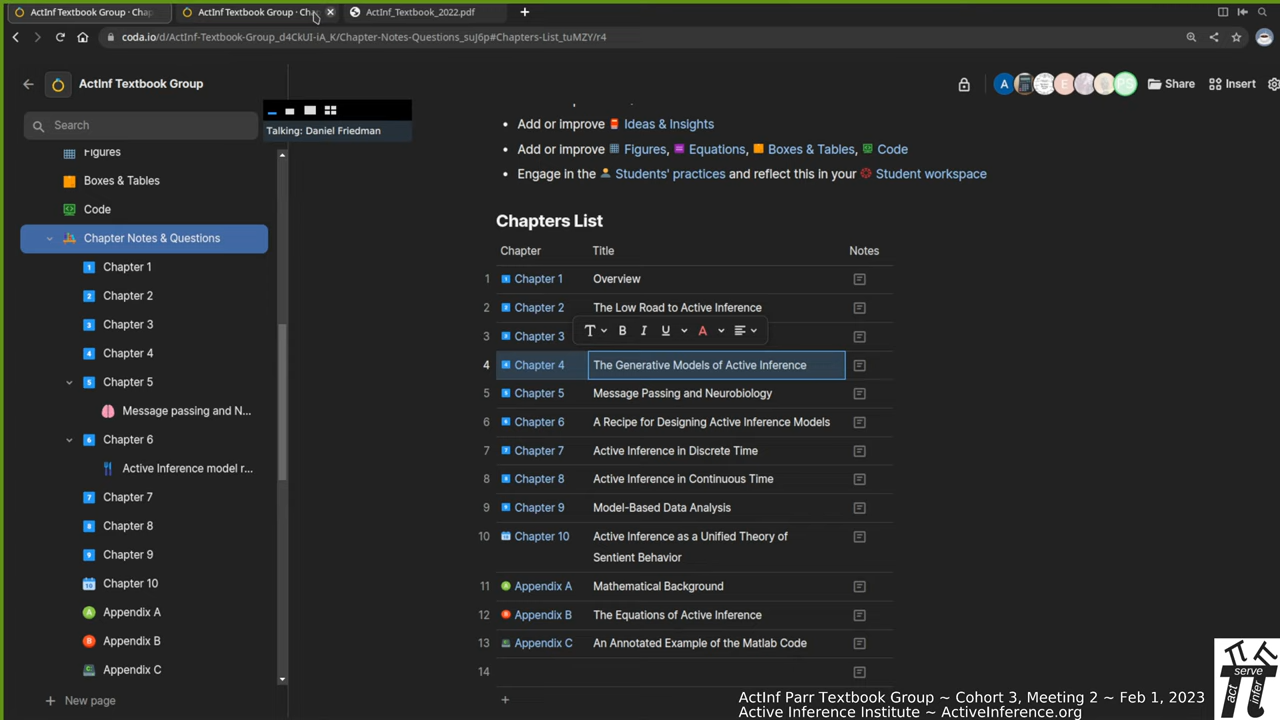 ActInf Textbook Group · Chap
ActInf Textbook Group · Cha
ActInf_Textbook_2022.pdf
coda.io/d/ActInf-Textbook-Group_d4CkUI-iA_K/Chapter-Notes-Questions_suJ6p#Chapters-List_tuMZY/r4
ActInf Textbook Group
A
E
PS
Share
Insert
Search
Talking: Daniel Friedman
Figures
Boxes & Tables
Code
Chapter Notes & Questions
Chapter 1
Chapter 2
Chapter 3
Chapter 4
Chapter 5
Message passing and N...
Chapter 6
Active Inference model r...
Chapter 7
Chapter 8
Chapter 9
Chapter 10
Appendix A
Appendix B
Appendix C
New page
Add or improve Ideas & Insights
Add or improve Figures, Equations, Boxes & Tables, Code
Engage in the Students' practices and reflect this in your Student workspace
Chapters List
Chapter Title Notes
1 Chapter 1 Overview
2 Chapter 2 The Low Road to Active Inference
T B I U A
3 Chapter 3
4 Chapter 4 The Generative Models of Active Inference
5 Chapter 5 Message Passing and Neurobiology
6 Chapter 6 A Recipe for Designing Active Inference Models
7 Chapter 7 Active Inference in Discrete Time
8 Chapter 8 Active Inference in Continuous Time
9 Chapter 9 Model-Based Data Analysis
10 Chapter 10 Active Inference as a Unified Theory of
Sentient Behavior
11 Appendix A Mathematical Background
12 Appendix B The Equations of Active Inference
13 Appendix C An Annotated Example of the Matlab Code
14
serve
act
infer
ActInf Parr Textbook Group ~ Cohort 3, Meeting 2 ~ Feb 1, 2023
Active Inference Institute ~ ActiveInference.org